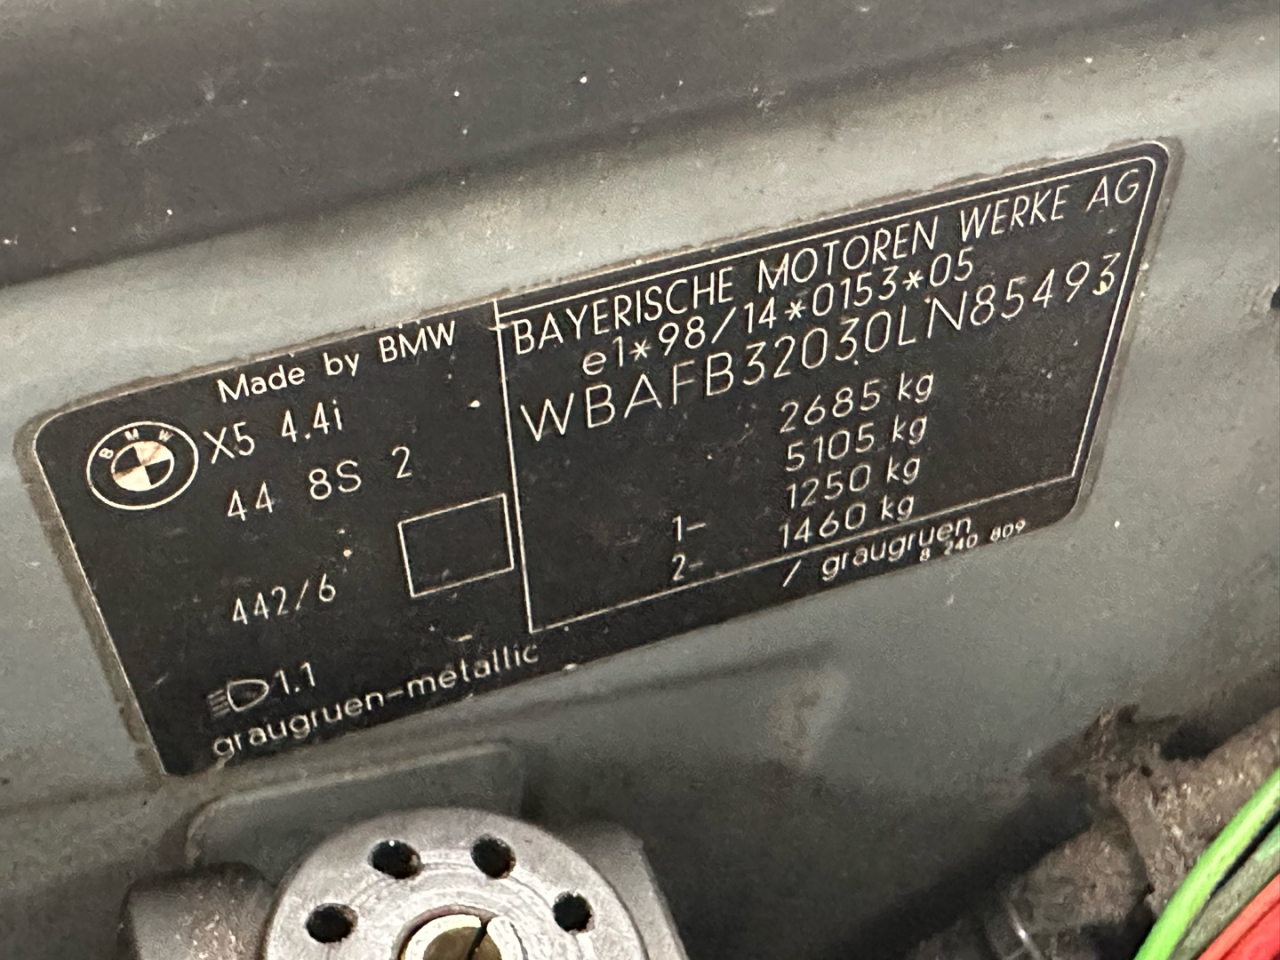 Made by BMW
BMW
X5 4.4i
44 8S 2
442/6
1.1
graugruen-metallic
BAYERISCHE MOTOREN WERKE AG
e1*98/14*0153*05
WBAFB32030LN85493
2685 kg
5105 kg
1- 1250 kg
2- 1460 kg
/ graugruen
8 240 809